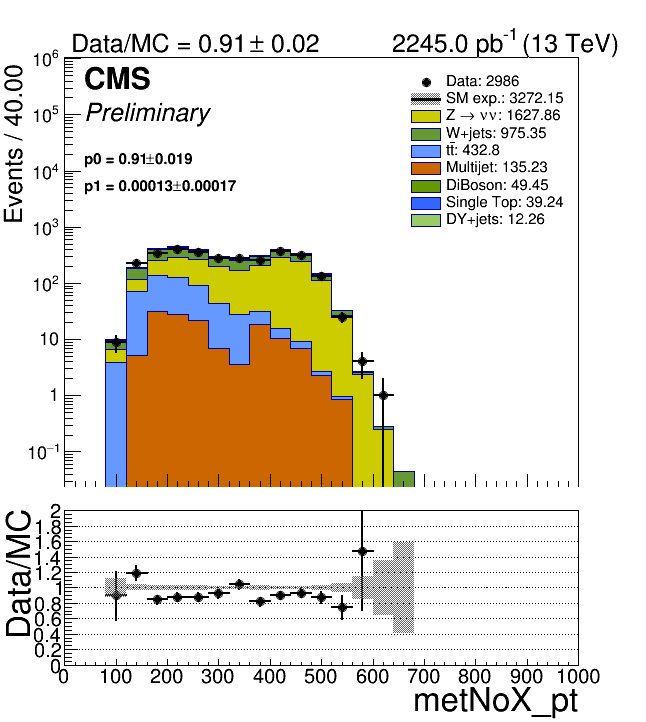 Data/MC = 0.91 ± 0.02 2245.0 pb⁻¹ (13 TeV)
CMS
Preliminary
p0 = 0.91±0.019
p1 = 0.00013±0.00017
Data: 2986
SM exp.: 3272.15
Z → νν: 1627.86
W+jets: 975.35
tt̄: 432.8
Multijet: 135.23
DiBoson: 49.45
Single Top: 39.24
DY+jets: 12.26
Events / 40.00
10⁶
10⁵
10⁴
10³
10²
10
1
10⁻¹
Data/MC
2
1.8
1.6
1.4
1.2
1
0.8
0.6
0.4
0.2
0
0 100 200 300 400 500 600 700 800 900 1000
metNoX_pt